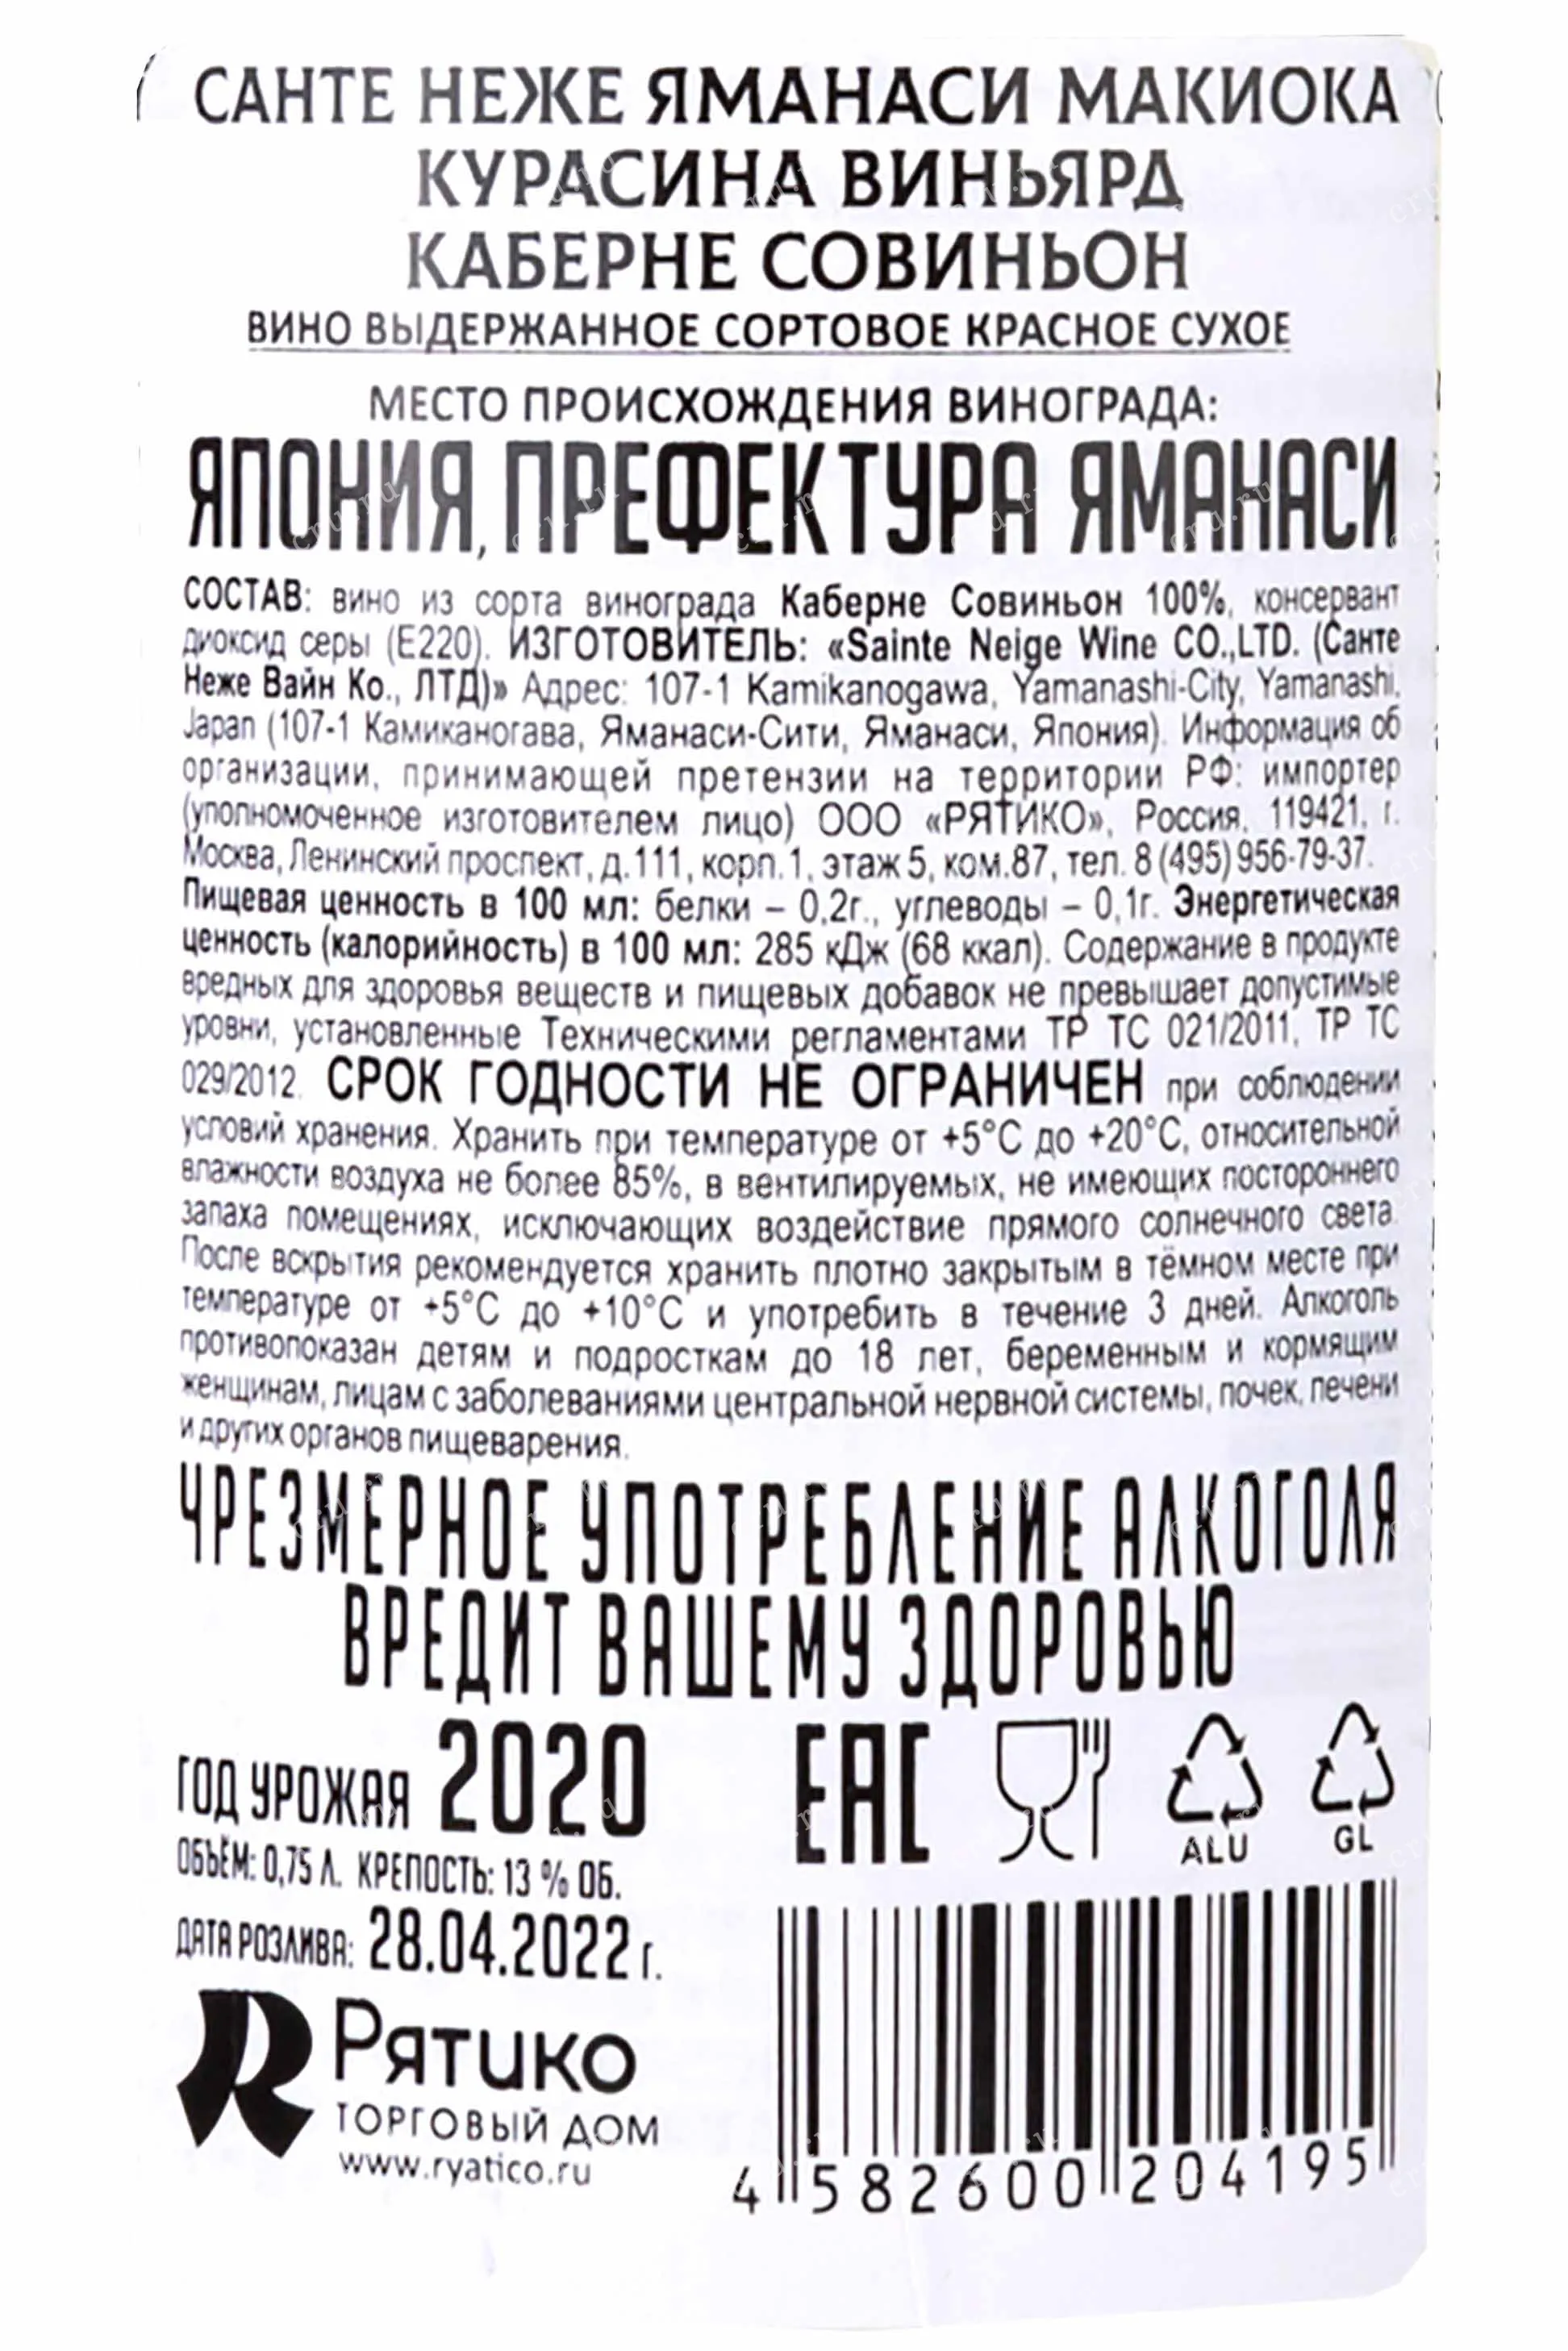 САНТЕ НЕЖЕ ЯМАНАСИ МАКИОКА
КУРАСИНА ВИНЬЯРД
КАБЕРНЕ СОВИНЬОН
ВИНО ВЫДЕРЖАННОЕ СОРТОВОЕ КРАСНОЕ СУХОЕ
МЕСТО ПРОИСХОЖДЕНИЯ ВИНОГРАДА:
ЯПОНИЯ, ПРЕФЕКТУРА ЯМАНАСИ
СОСТАВ: вино из сорта винограда Каберне Совиньон 100%, консервант
диоксид серы (Е220). ИЗГОТОВИТЕЛЬ: «Sainte Neige Wine CO.,LTD. (Санте
Неже Вайн Ко., ЛТД)» Адрес: 107-1 Kamikanogawa, Yamanashi-City, Yamanashi,
Japan (107-1 Камиканогава, Яманаси-Сити, Яманаси, Япония). Информация об
организации, принимающей претензии на территории РФ: импортер
(уполномоченное изготовителем лицо) ООО «РЯТИКО», Россия, 119421, г.
Москва, Ленинский проспект, д.111, корп.1, этаж 5, ком.87, тел. 8 (495) 956-79-37.
Пищевая ценность в 100 мл: белки – 0,2г., углеводы – 0,1г. Энергетическая
ценность (калорийность) в 100 мл: 285 кДж (68 ккал). Содержание в продукте
вредных для здоровья веществ и пищевых добавок не превышает допустимые
уровни, установленные Техническими регламентами ТР ТС 021/2011, ТР ТС
029/2012. СРОК ГОДНОСТИ НЕ ОГРАНИЧЕН при соблюдении
условий хранения. Хранить при температуре от +5°С до +20°С, относительной
влажности воздуха не более 85%, в вентилируемых, не имеющих постороннего
запаха помещениях, исключающих воздействие прямого солнечного света.
После вскрытия рекомендуется хранить плотно закрытым в тёмном месте при
температуре от +5°С до +10°С и употребить в течение 3 дней. Алкоголь
противопоказан детям и подросткам до 18 лет, беременным и кормящим
женщинам, лицам с заболеваниями центральной нервной системы, почек, печени
и других органов пищеварения.
ЧРЕЗМЕРНОЕ УПОТРЕБЛЕНИЕ АЛКОГОЛЯ
ВРЕДИТ ВАШЕМУ ЗДОРОВЬЮ
ГОД УРОЖАЯ 2020
ОБЪЁМ: 0,75 Л. КРЕПОСТЬ: 13 % ОБ.
ДАТА РОЗЛИВА: 28.04.2022 г.
EAC
ALU
GL
Рятико
ТОРГОВЫЙ ДОМ
www.ryatico.ru
4 582600 204195